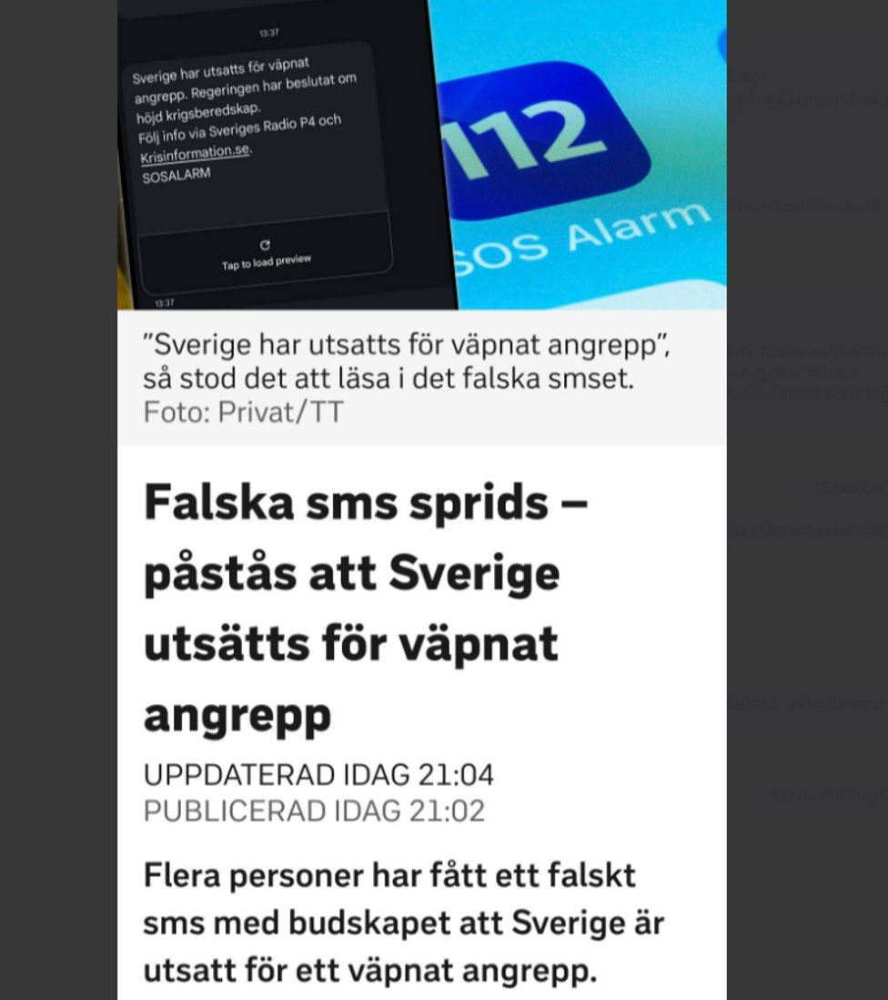 13:37
Sverige har utsatts för väpnat
angrepp. Regeringen har beslutat om
höjd krigsberedskap.
Följ info via Sveriges Radio P4 och
Krisinformation.se.
SOSALARM
Tap to load preview
13:37
112
SOS Alarm
"Sverige har utsatts för väpnat angrepp",
så stod det att läsa i det falska smset.
Foto: Privat/TT
Falska sms sprids –
påstås att Sverige
utsätts för väpnat
angrepp
UPPDATERAD IDAG 21:04
PUBLICERAD IDAG 21:02
Flera personer har fått ett falskt
sms med budskapet att Sverige är
utsatt för ett väpnat angrepp.
15 oktober